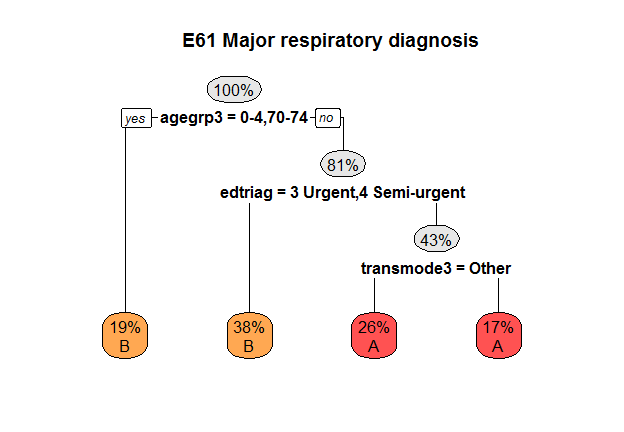 E61 Major respiratory diagnosis
100%
yes agegrp3 = 0-4,70-74 no
81%
edtriag = 3 Urgent,4 Semi-urgent
43%
transmode3 = Other
19% 38% 26% 17%
B B A A